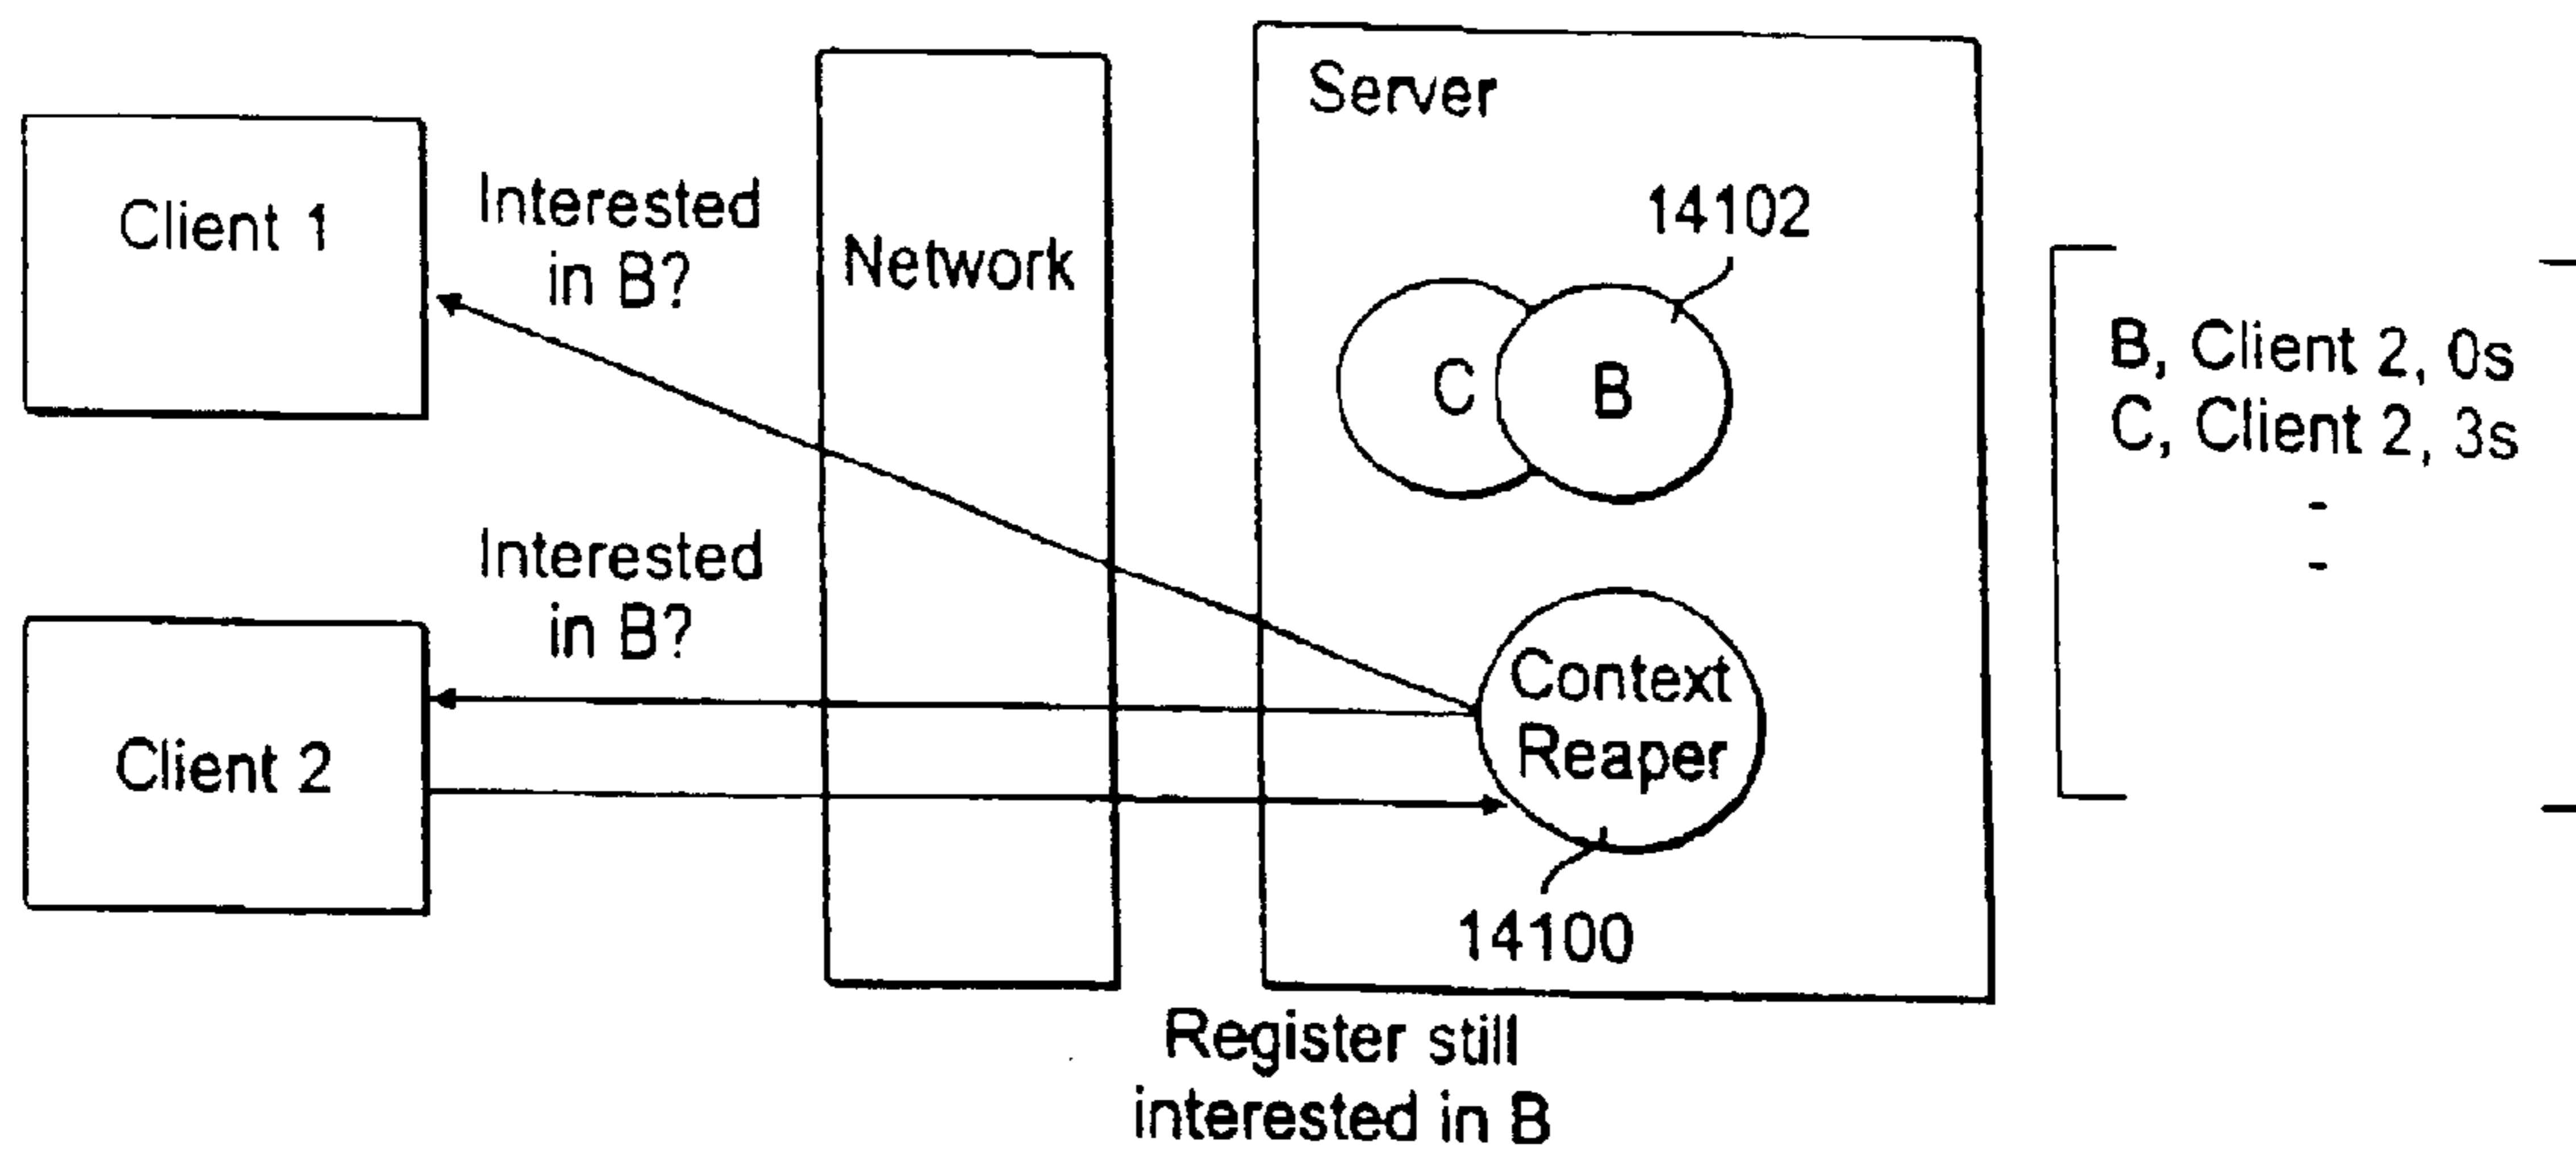 Server
14102
Client 1
Interested
in B?
Network
C
B
B, Client 2, 0s
C, Client 2, 3s
-
-
Interested
in B?
Client 2
Context
Reaper
14100
Register still
interested in B